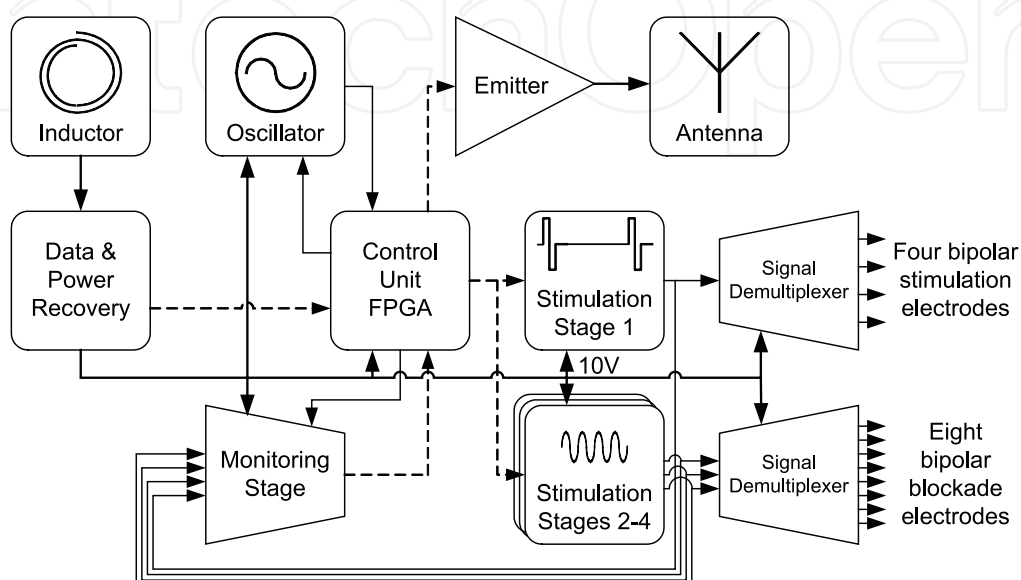 ntechOpen
Inductor
Oscillator
Emitter
Antenna
Data &
Power
Recovery
Control
Unit
FPGA
Stimulation
Stage 1
Signal
Demultiplexer
Four bipolar
stimulation
electrodes
10V
Monitoring
Stage
Stimulation
Stages 2-4
Signal
Demultiplexer
Eight
bipolar
blockade
electrodes